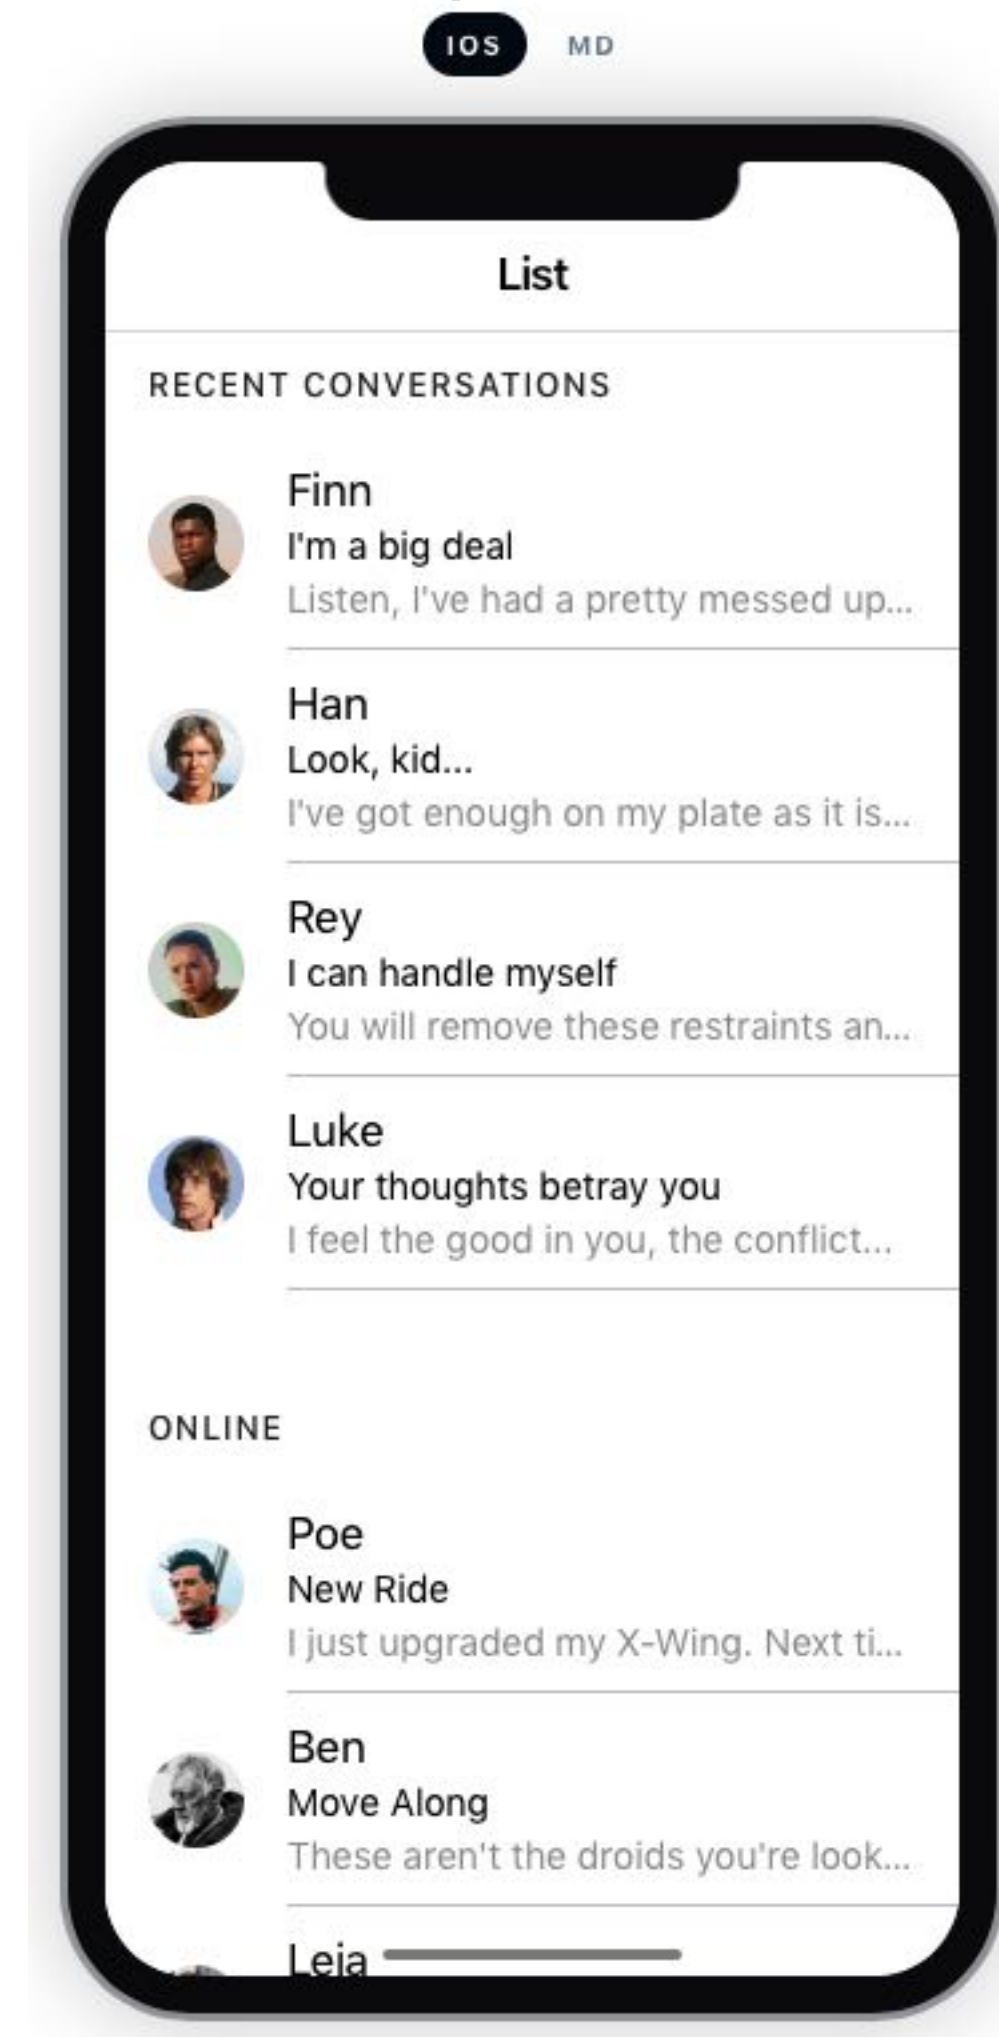 IOS MD
List
RECENT CONVERSATIONS
Finn
I'm a big deal
Listen, I've had a pretty messed up...
Han
Look, kid...
I've got enough on my plate as it is...
Rey
I can handle myself
You will remove these restraints an...
Luke
Your thoughts betray you
I feel the good in you, the conflict...
ONLINE
Poe
New Ride
I just upgraded my X-Wing. Next ti...
Ben
Move Along
These aren't the droids you're look...
Leia